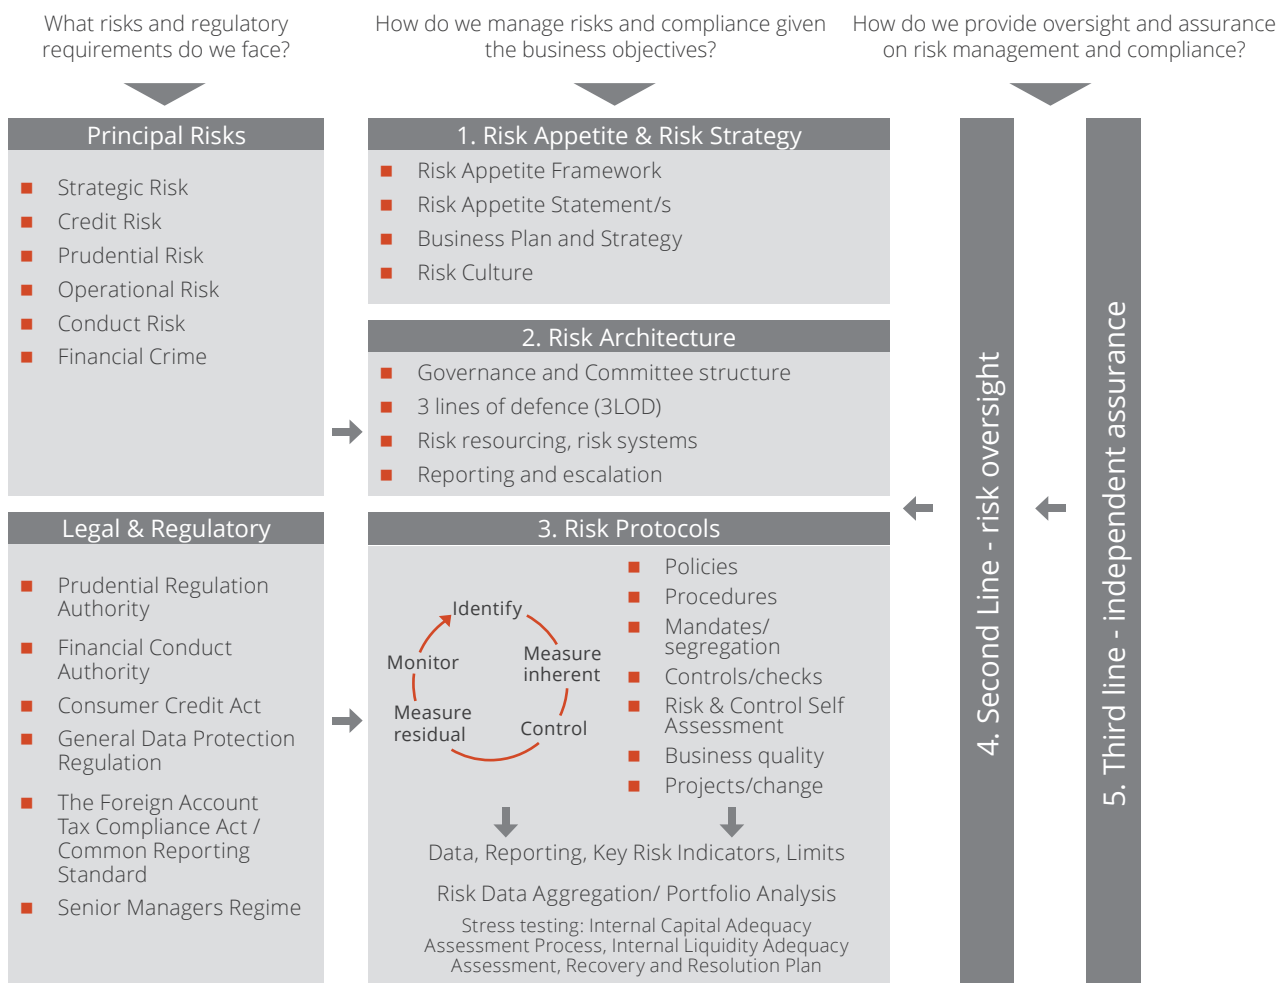 What risks and regulatory
requirements do we face?
How do we manage risks and compliance given
the business objectives?
How do we provide oversight and assurance
on risk management and compliance?
Principal Risks
Strategic Risk
Credit Risk
Prudential Risk
Operational Risk
Conduct Risk
Financial Crime
Legal & Regulatory
Prudential Regulation
Authority
Financial Conduct
Authority
Consumer Credit Act
General Data Protection
Regulation
The Foreign Account
Tax Compliance Act /
Common Reporting
Standard
Senior Managers Regime
1. Risk Appetite & Risk Strategy
Risk Appetite Framework
Risk Appetite Statement/s
Business Plan and Strategy
Risk Culture
2. Risk Architecture
Governance and Committee structure
3 lines of defence (3LOD)
Risk resourcing, risk systems
Reporting and escalation
3. Risk Protocols
Identify
Measure
inherent
Control
Measure
residual
Monitor
Policies
Procedures
Mandates/
segregation
Controls/checks
Risk & Control Self
Assessment
Business quality
Projects/change
Data, Reporting, Key Risk Indicators, Limits
Risk Data Aggregation/ Portfolio Analysis
Stress testing: Internal Capital Adequacy
Assessment Process, Internal Liquidity Adequacy
Assessment, Recovery and Resolution Plan
4. Second Line - risk oversight
5. Third line - independent assurance